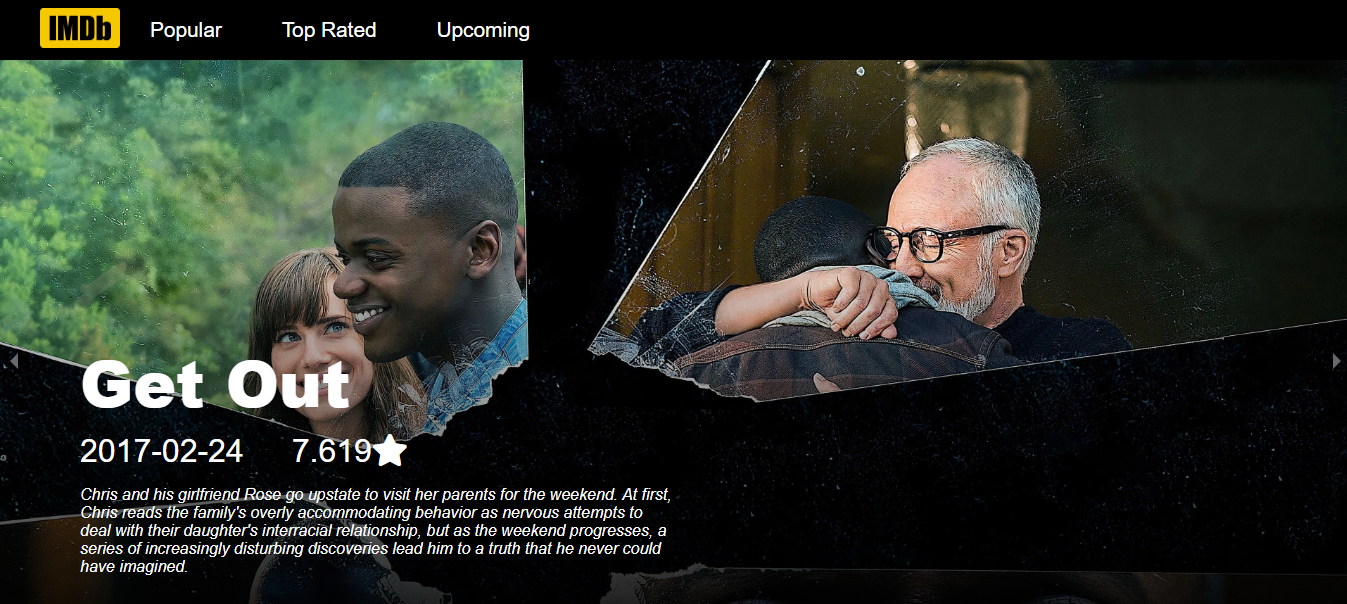 IMDb Popular Top Rated Upcoming
Get Out
2017-02-24 7.619
Chris and his girlfriend Rose go upstate to visit her parents for the weekend. At first,
Chris reads the family's overly accommodating behavior as nervous attempts to
deal with their daughter's interracial relationship, but as the weekend progresses, a
series of increasingly disturbing discoveries lead him to a truth that he never could
have imagined.